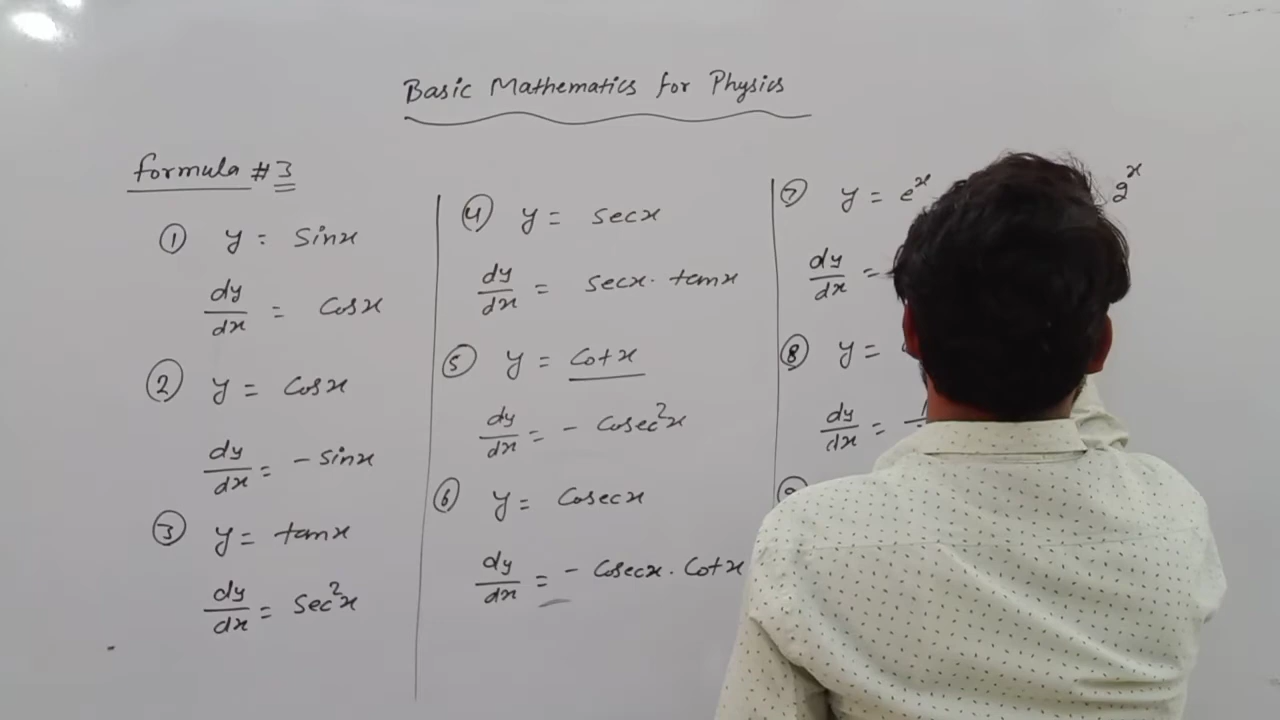 Basic Mathematics for Physics
formula #3
① y = Sinx
dy/dx = Cosx
② y = Cosx
dy/dx = - Sinx
③ y = tanx
dy/dx = Sec²x
④ y = Secx
dy/dx = Secx. tanx
⑤ y = Cotx
dy/dx = - Cosec²x
⑥ y = Cosecx
dy/dx = - Cosecx. Cotx
⑦ y = eˣ
dy/dx =
⑧ y =
dy/dx =